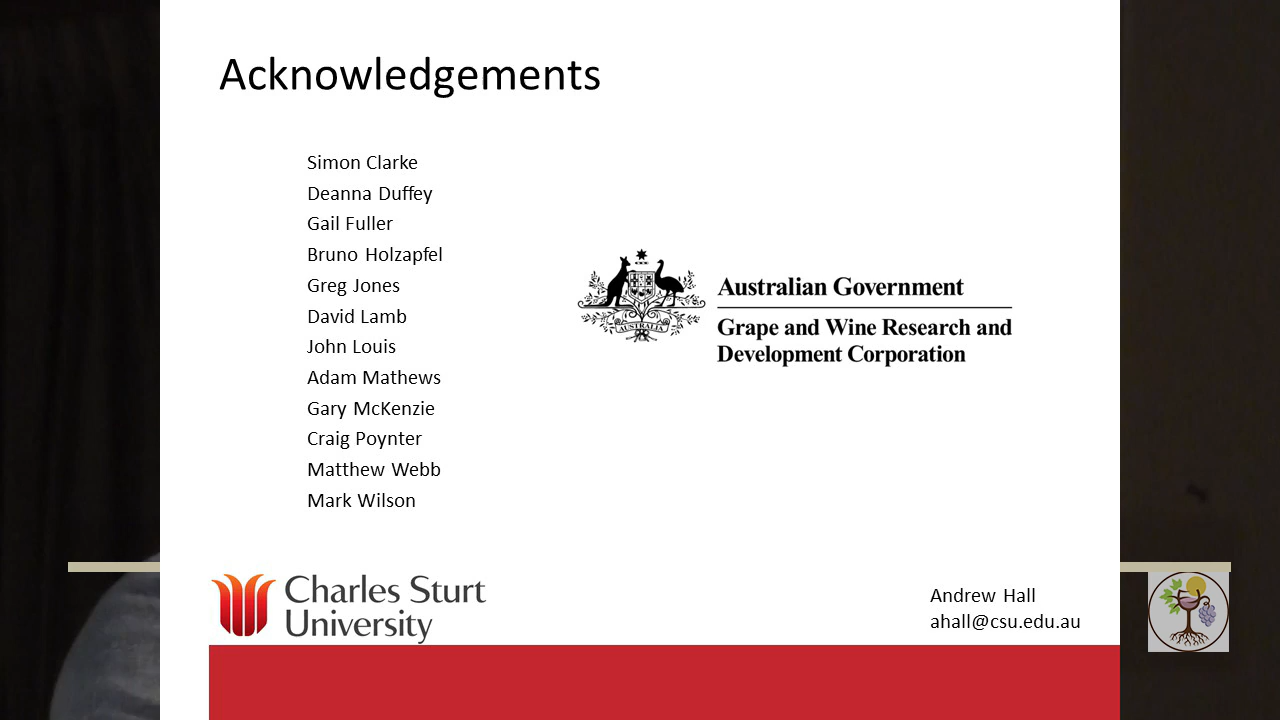 Acknowledgements
Simon Clarke
Deanna Duffey
Gail Fuller
Bruno Holzapfel
Greg Jones
David Lamb
John Louis
Adam Mathews
Gary McKenzie
Craig Poynter
Matthew Webb
Mark Wilson
AUSTRALIA
Australian Government
Grape and Wine Research and
Development Corporation
Charles Sturt
University
Andrew Hall
ahall@csu.edu.au